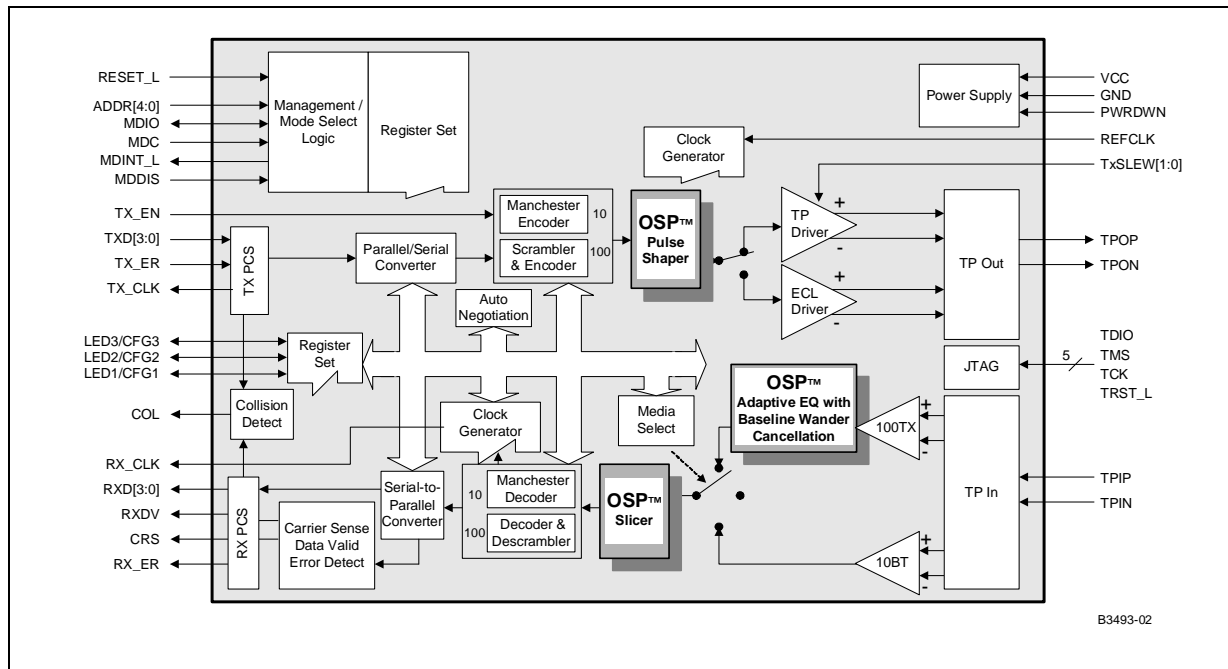 RESET_L
ADDR[4:0]
MDIO
MDC
MDINT_L
MDDIS
TX_EN
TXD[3:0]
TX_ER
TX_CLK
LED3/CFG3
LED2/CFG2
LED1/CFG1
COL
RX_CLK
RXD[3:0]
RXDV
CRS
RX_ER
Management /
Mode Select
Logic
Register Set
TX PCS
Parallel/Serial
Converter
Manchester
Encoder
10
Scrambler
& Encoder
100
OSP™
Pulse
Shaper
Clock
Generator
Power Supply
VCC
GND
PWRDWN
REFCLK
TxSLEW[1:0]
TP
Driver
+
-
ECL
Driver
+
-
TP Out
TPOP
TPON
Auto
Negotiation
Register
Set
Collision
Detect
Clock
Generator
Media
Select
OSP™
Adaptive EQ with
Baseline Wander
Cancellation
100TX
+
-
JTAG
5
TDIO
TMS
TCK
TRST_L
RX PCS
Carrier Sense
Data Valid
Error Detect
Serial-to-
Parallel
Converter
10
Manchester
Decoder
100
Decoder &
Descrambler
OSP™
Slicer
10BT
+
-
TP In
TPIP
TPIN
B3493-02